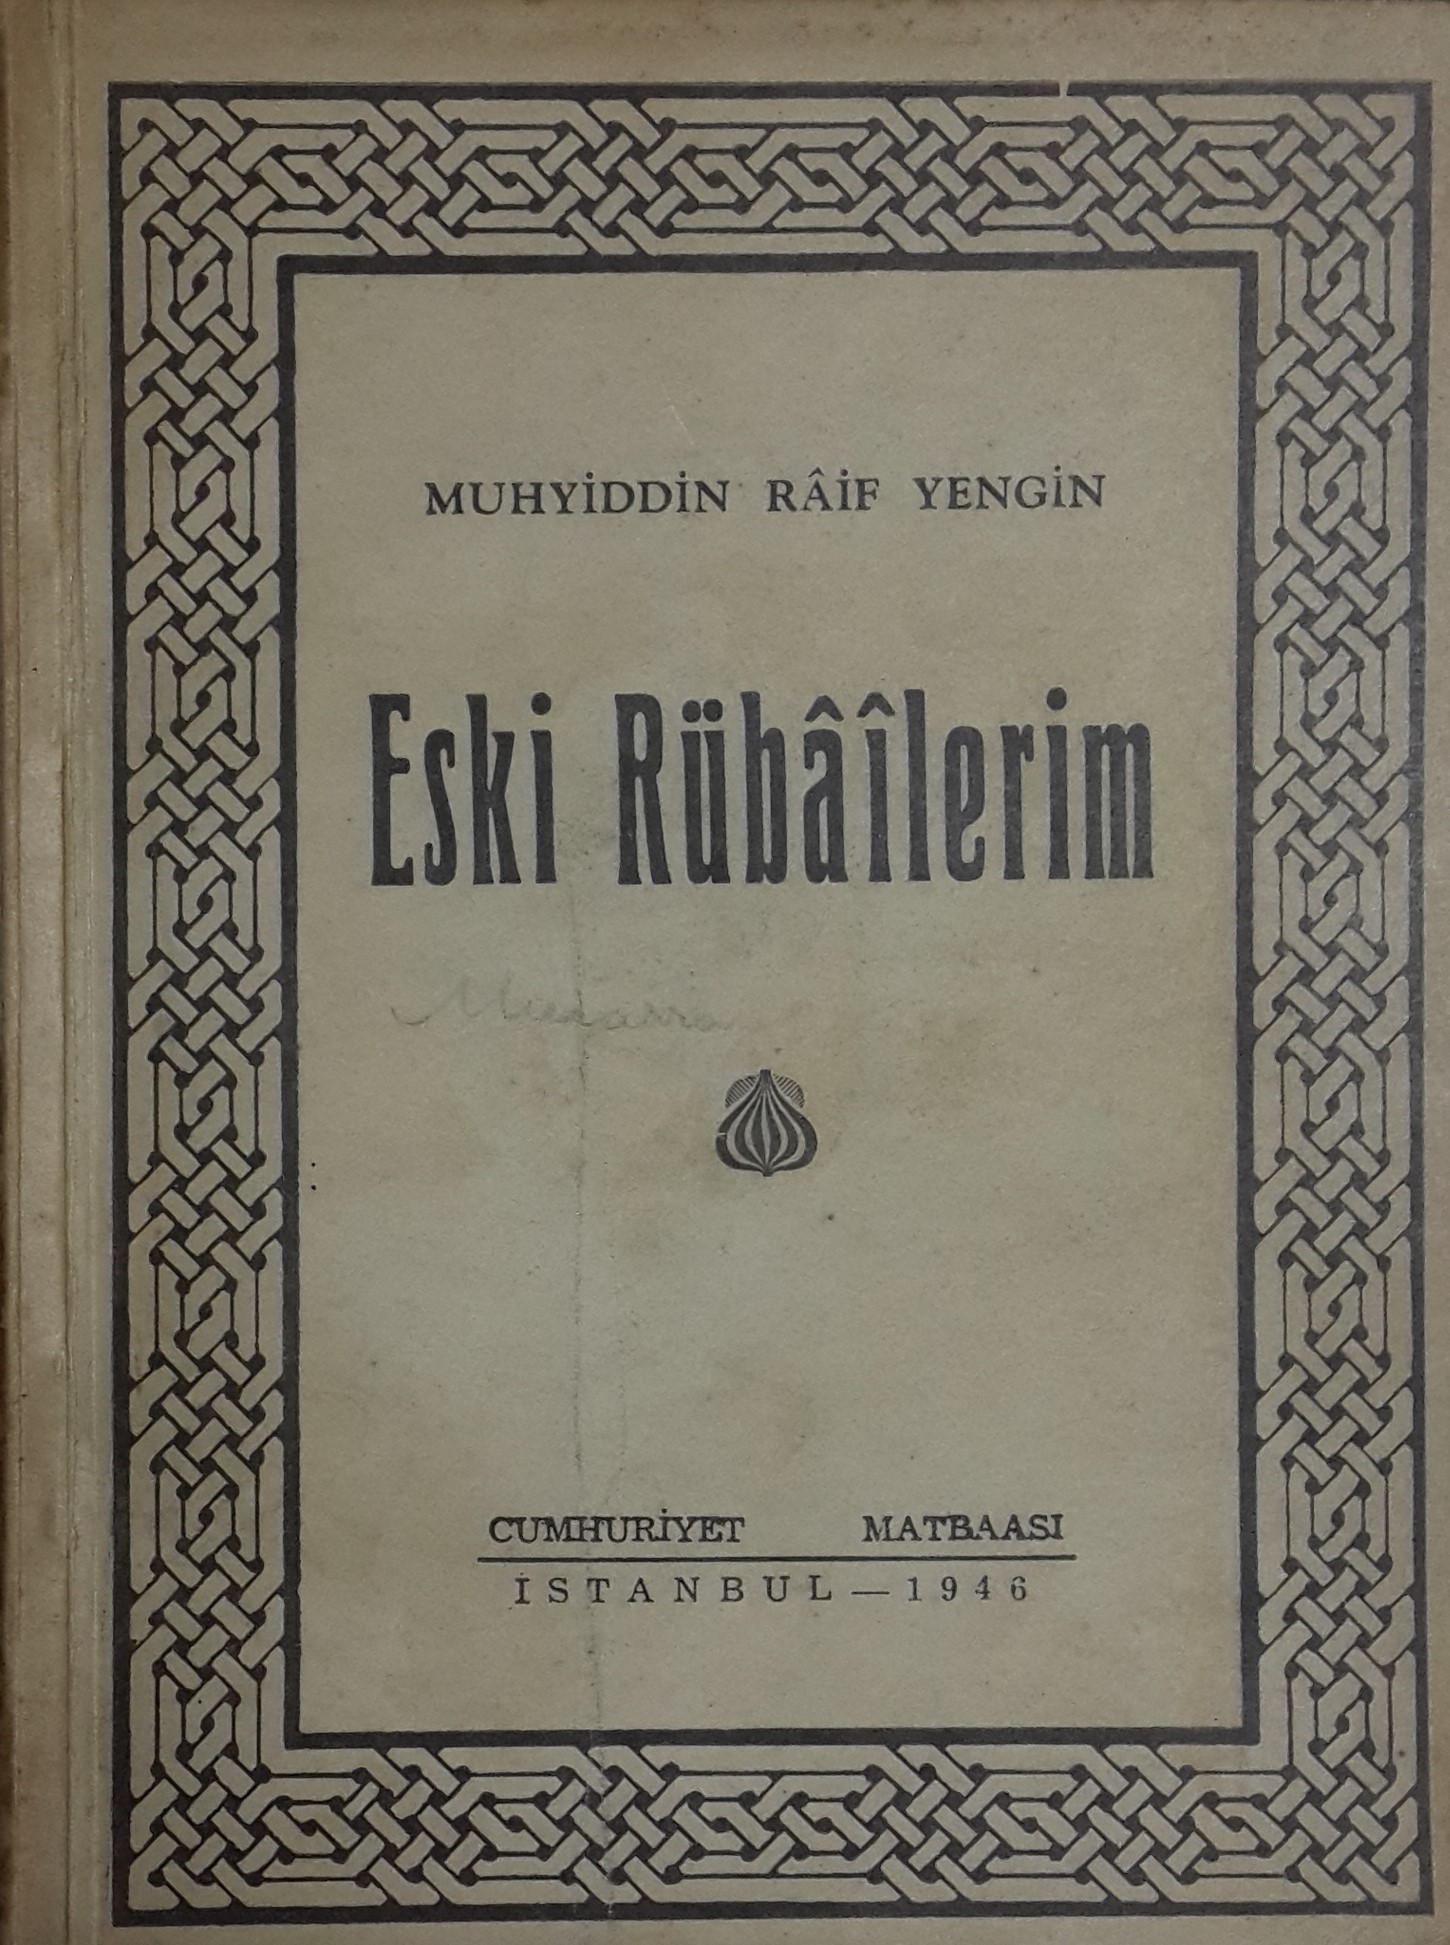 MUHYİDDİN RÂİF YENGİN
Eski Rübâîlerim
CUMHURİYET MATBAASI
İSTANBUL—1946